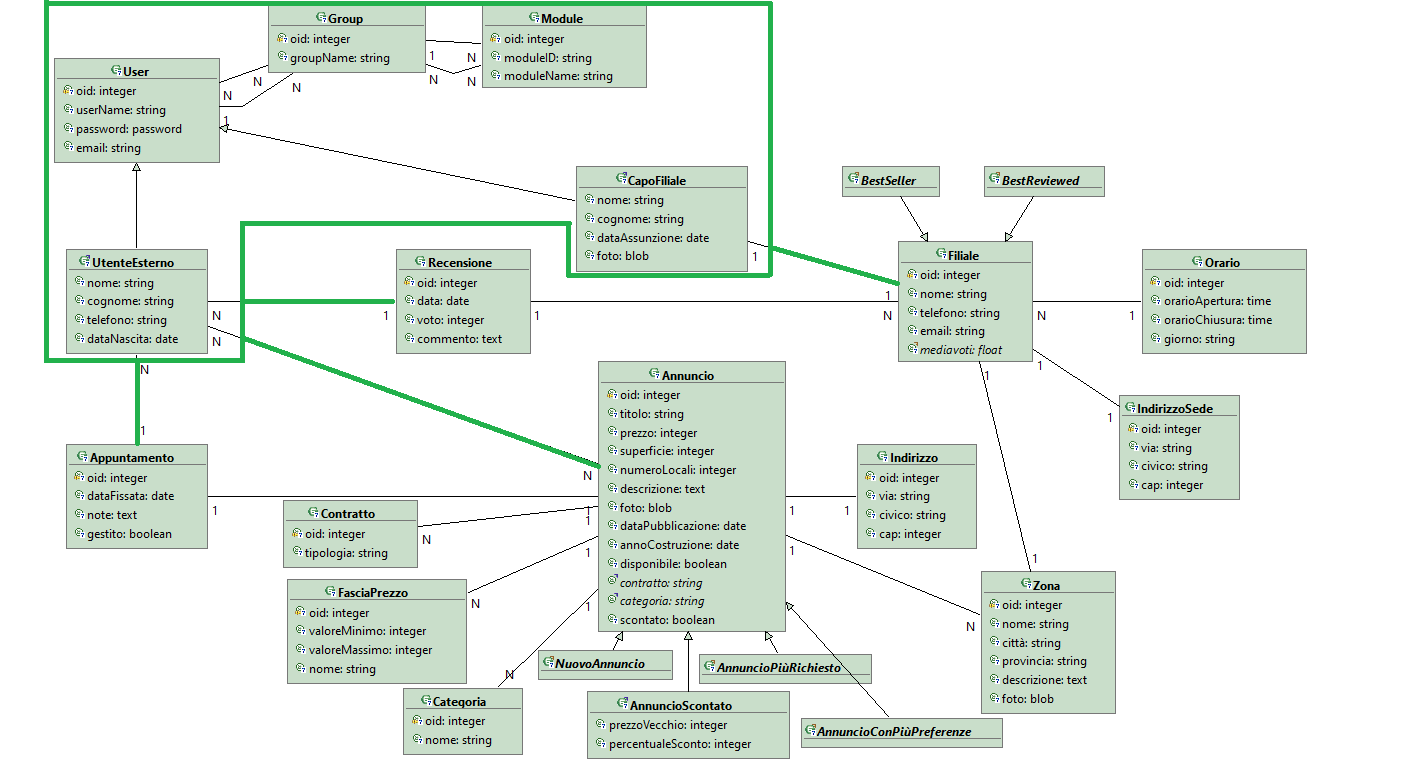 Group
oid: integer
groupName: string
Module
oid: integer
moduleID: string
moduleName: string
1
N
N
N
User
oid: integer
userName: string
password: password
email: string
N
N
N
1
CapoFiliale
nome: string
cognome: string
dataAssunzione: date
foto: blob
1
BestSeller
BestReviewed
UtenteEsterno
nome: string
cognome: string
telefono: string
dataNascita: date
N
N
N
1
Recensione
oid: integer
data: date
voto: integer
commento: text
1
1
N
Filiale
oid: integer
nome: string
telefono: string
email: string
mediavoti: float
N
1
1
1
Orario
oid: integer
orarioApertura: time
orarioChiusura: time
giorno: string
1
IndirizzoSede
oid: integer
via: string
civico: string
cap: integer
Annuncio
oid: integer
titolo: string
prezzo: integer
superficie: integer
numeroLocali: integer
descrizione: text
foto: blob
dataPubblicazione: date
annoCostruzione: date
disponibile: boolean
contratto: string
categoria: string
scontato: boolean
N
1
1
1
1
1
1
1
Appuntamento
oid: integer
dataFissata: date
note: text
gestito: boolean
1
Contratto
oid: integer
tipologia: string
N
Indirizzo
oid: integer
via: string
civico: string
cap: integer
1
FasciaPrezzo
oid: integer
valoreMinimo: integer
valoreMassimo: integer
nome: string
N
Zona
oid: integer
nome: string
città: string
provincia: string
descrizione: text
foto: blob
1
N
NuovoAnnuncio
AnnuncioPiùRichiesto
Categoria
oid: integer
nome: string
N
AnnuncioScontato
prezzoVecchio: integer
percentualeSconto: integer
AnnuncioConPiùPreferenze